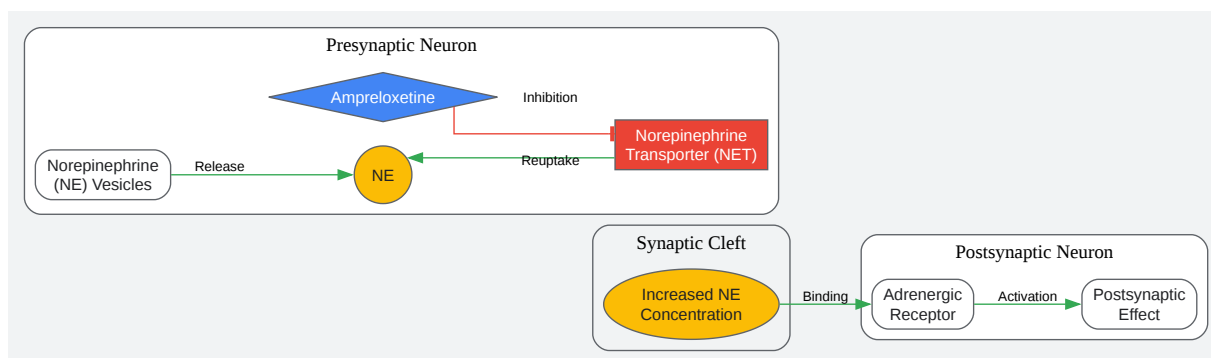 Presynaptic Neuron
Ampreloxetine
Inhibition
Norepinephrine
Transporter (NET)
Norepinephrine
(NE) Vesicles
Release
NE
Reuptake
Synaptic Cleft
Increased NE
Concentration
Binding
Postsynaptic Neuron
Adrenergic
Receptor
Activation
Postsynaptic
Effect